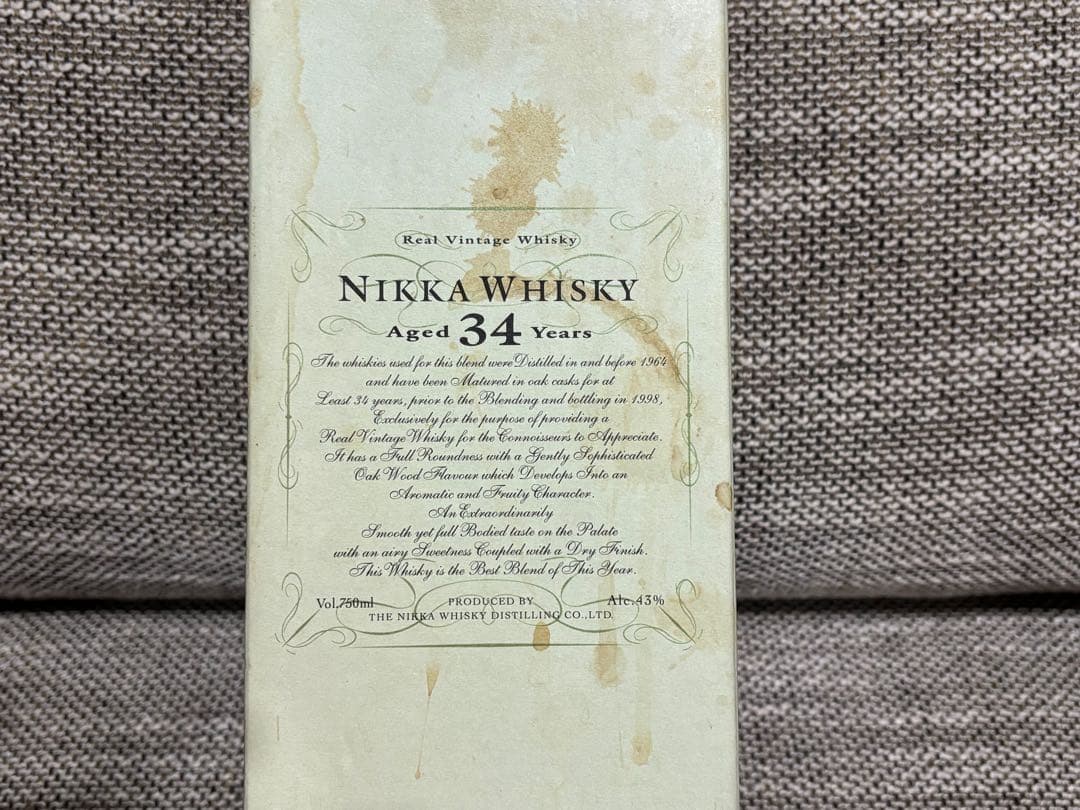 Real Vintage Whisky
NIKKA WHISKY
Aged 34 Years
The whiskies used for this blend were Distilled in and before 1964
and have been Matured in oak casks for at
Least 34 years, prior to the Blending and bottling in 1998,
Exclusively for the purpose of providing a
Real Vintage Whisky for the Connoisseurs to Appreciate.
It has a Full Roundness with a Gently Sophisticated
Oak Wood Flavour which Develops Into an
Aromatic and Fruity Character.
An Extraordinarily
Smooth yet full Bodied taste on the Palate
with an airy Sweetness Coupled with a Dry Finish.
This Whisky is the Best Blend of This Year.
Vol.750ml PRODUCED BY Alc.43%
THE NIKKA WHISKY DISTILLING CO.,LTD.